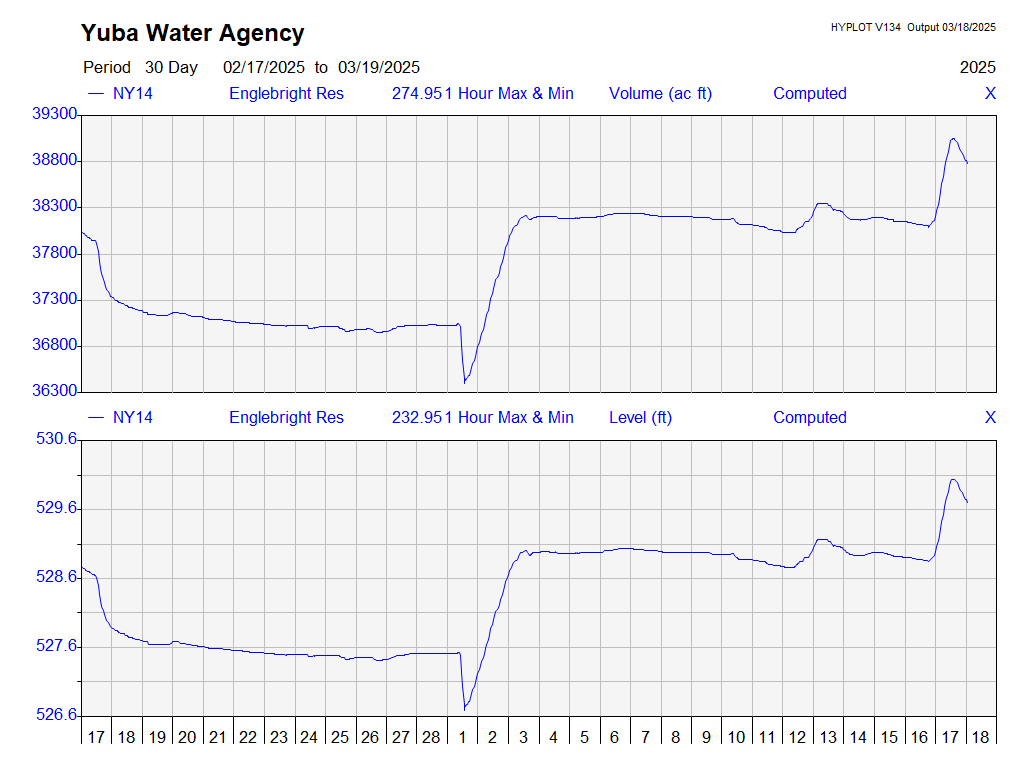 Yuba Water Agency
HYPLOT V134 Output 03/18/2025
Period 30 Day 02/17/2025 to 03/19/2025
2025
NY14 Englebright Res 274.951 Hour Max & Min Volume (ac ft) Computed X
39300
38800
38300
37800
37300
36800
36300
NY14 Englebright Res 232.951 Hour Max & Min Level (ft) Computed X
530.6
529.6
528.6
527.6
526.6
17 18 19 20 21 22 23 24 25 26 27 28 1 2 3 4 5 6 7 8 9 10 11 12 13 14 15 16 17 18